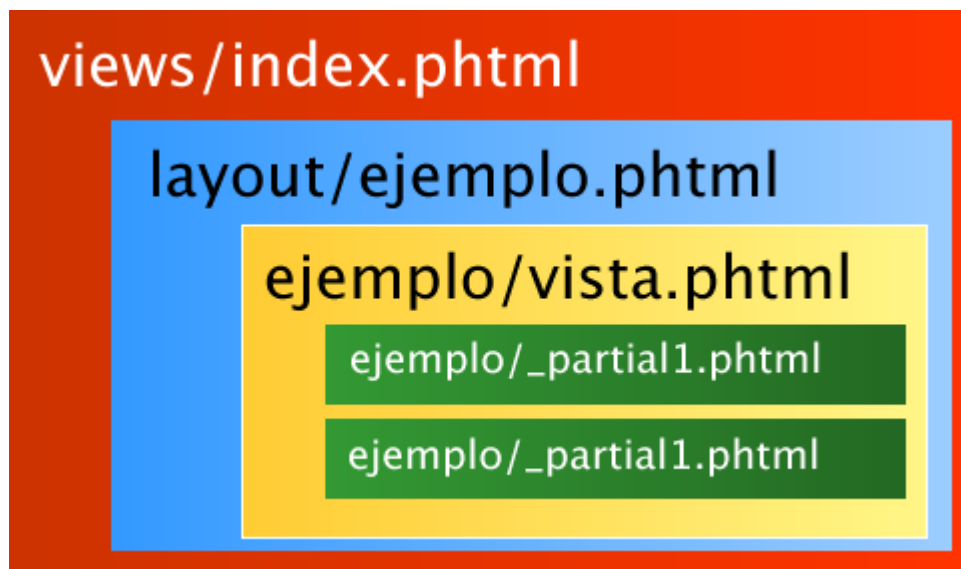 views/index.phtml
layout/ejemplo.phtml
ejemplo/vista.phtml
ejemplo/_partial1.phtml
ejemplo/_partial1.phtml